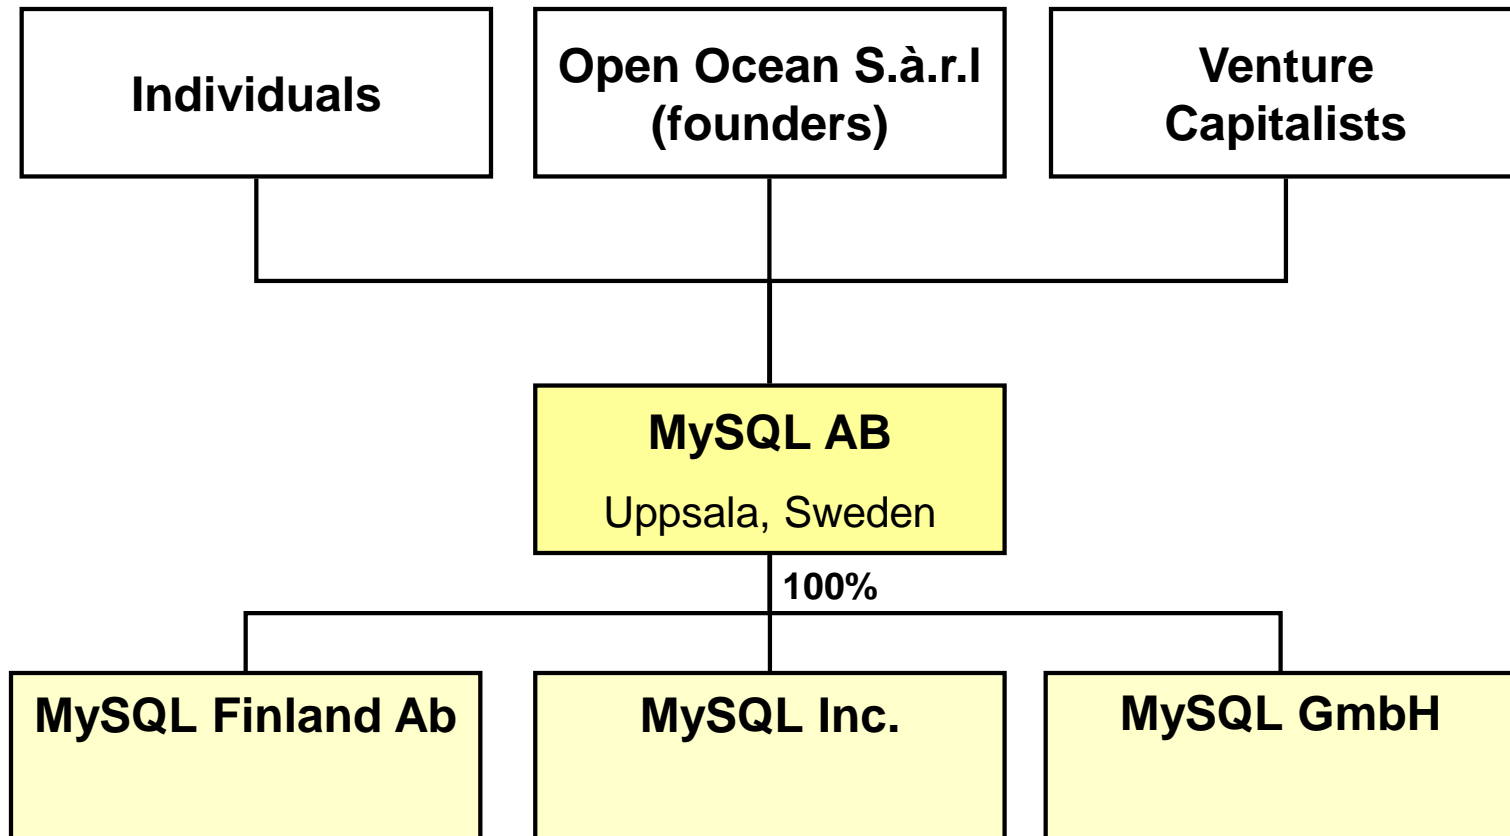 Individuals
Open Ocean S.à.r.l
(founders)
Venture
Capitalists
MySQL AB
Uppsala, Sweden
100%
MySQL Finland Ab
MySQL Inc.
MySQL GmbH